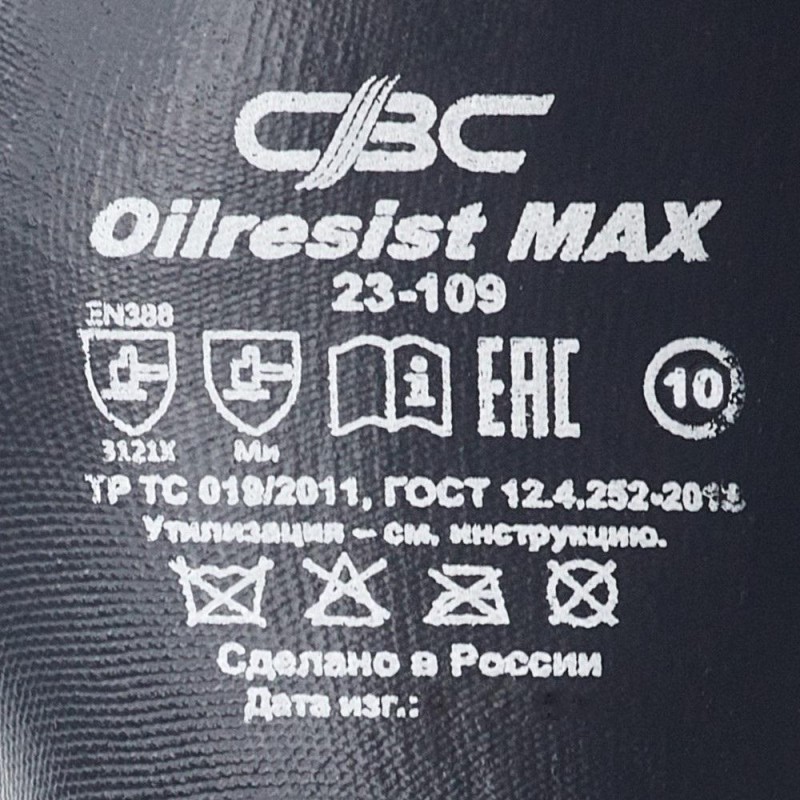 СВС
Oilresist MAX
23-109
EN388
EAC
10
3121X
Ми
ТР ТС 019/2011, ГОСТ 12.4.252-2013
Утилизация – см. инструкцию.
Сделано в России
Дата изг.: